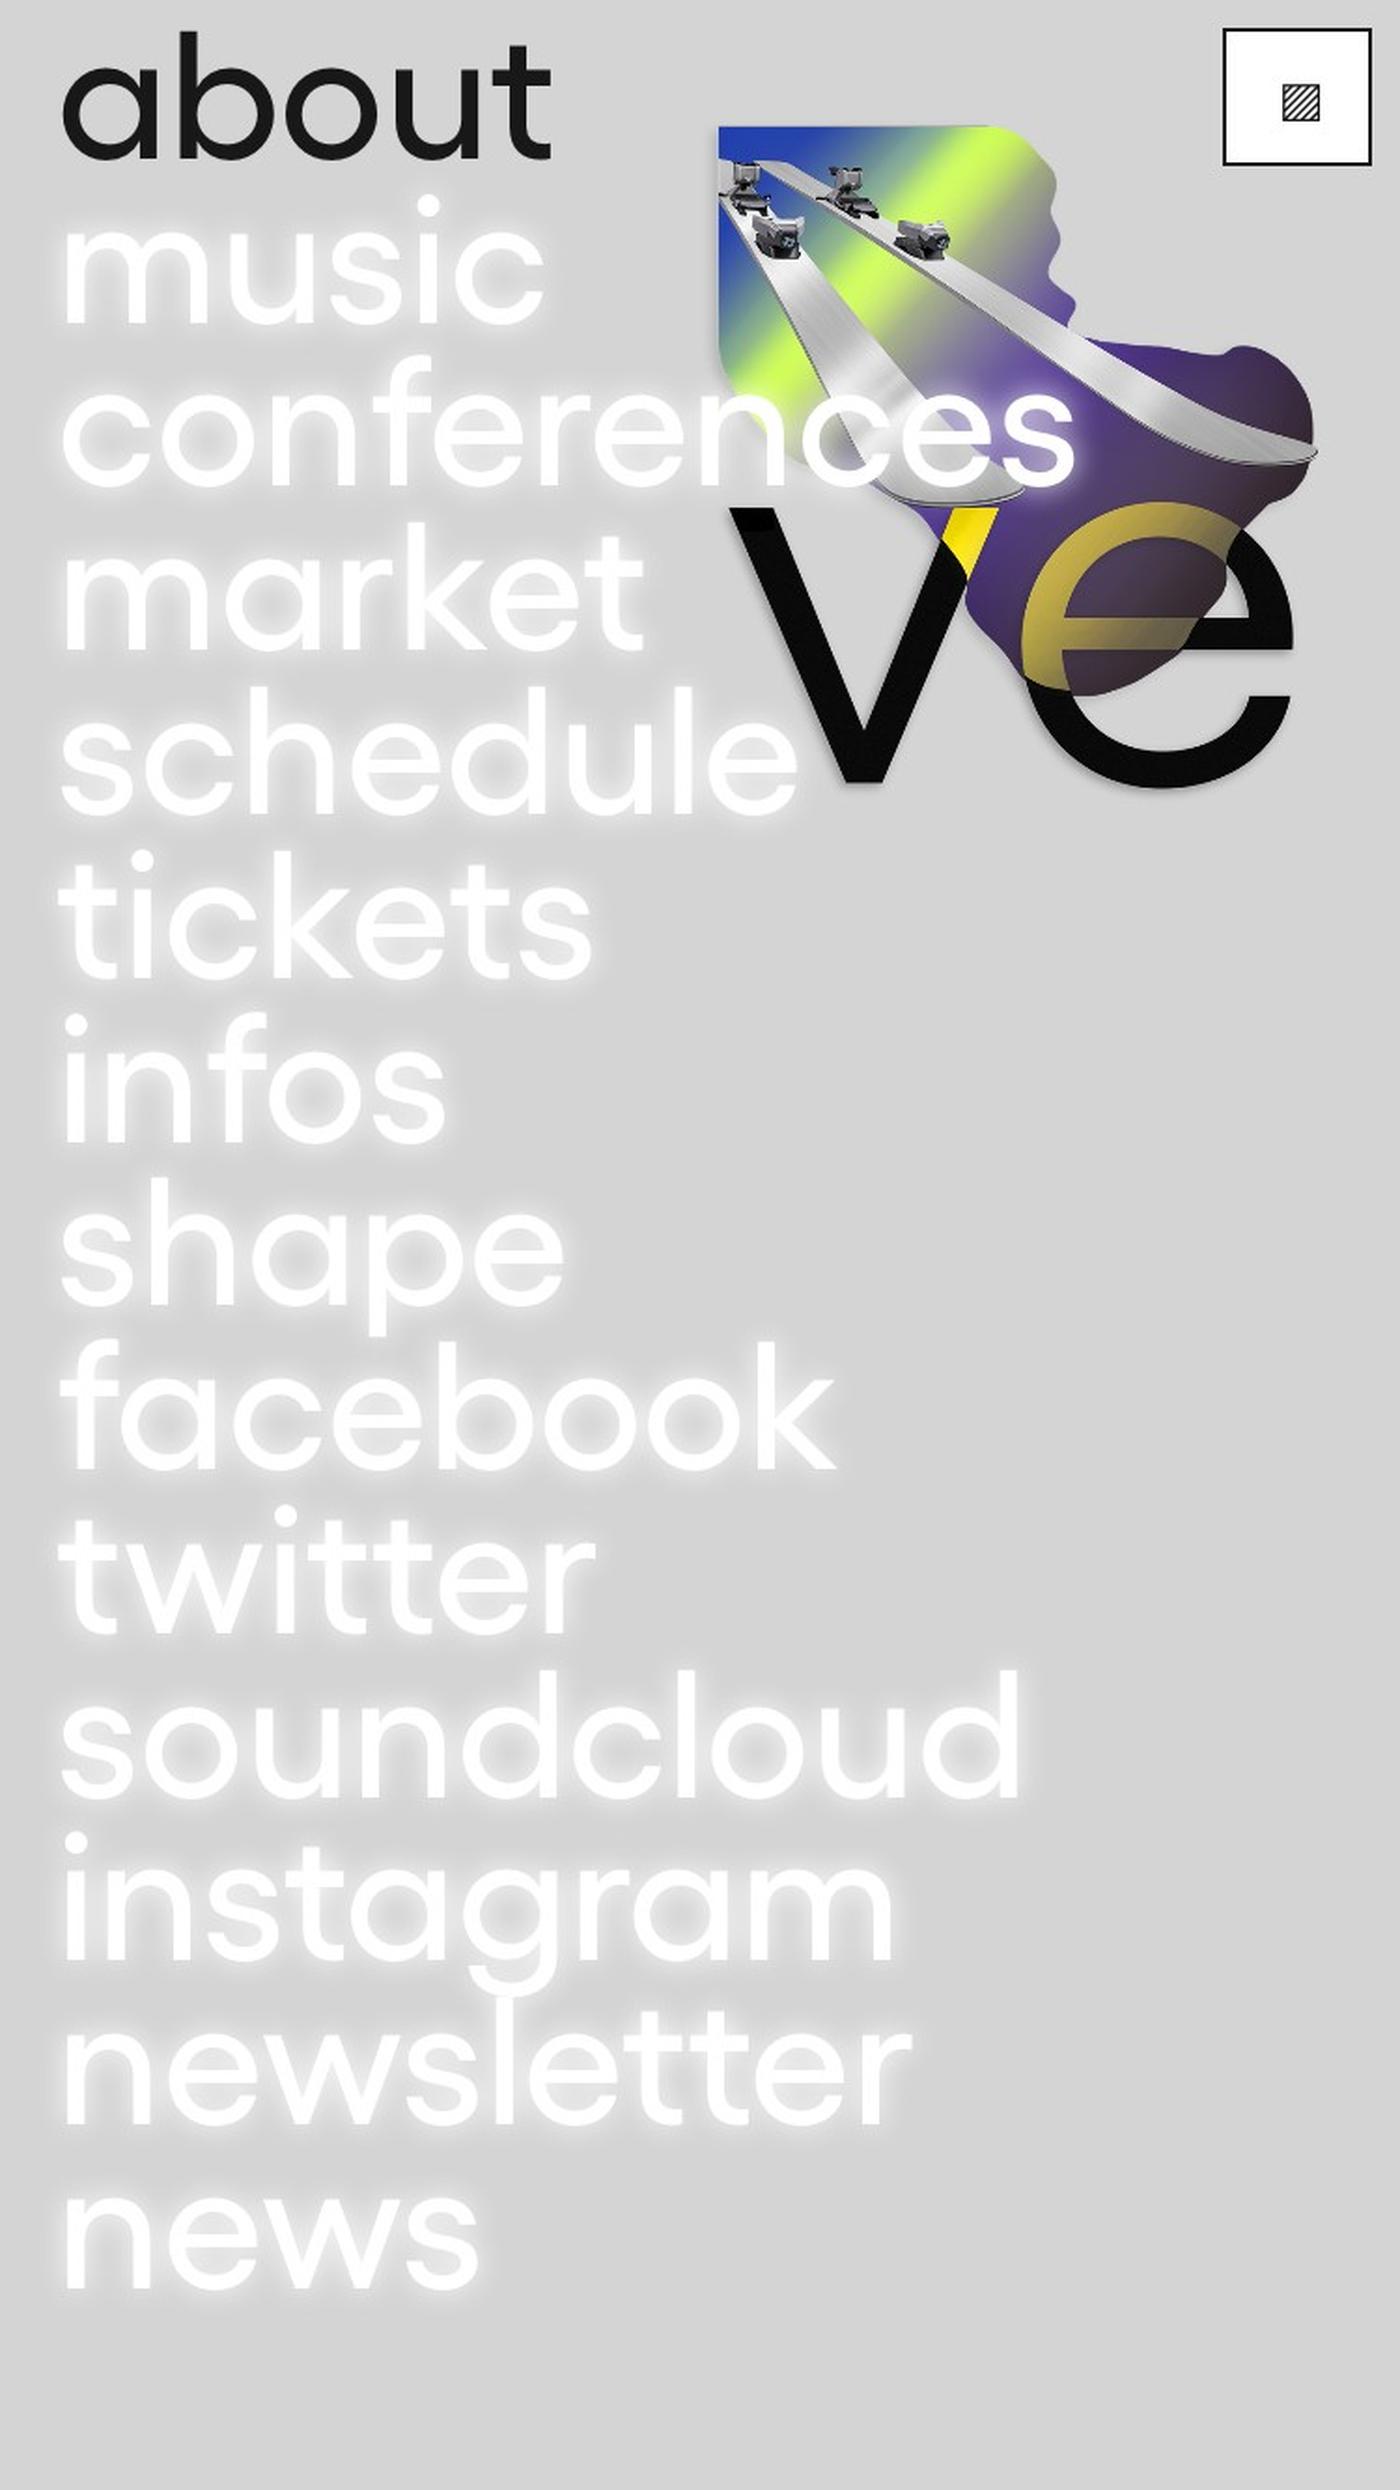 about
music
conferences
ve
market
schedule
tickets
infos
shape
facebook
twitter
soundcloud
instagram
newsletter
news